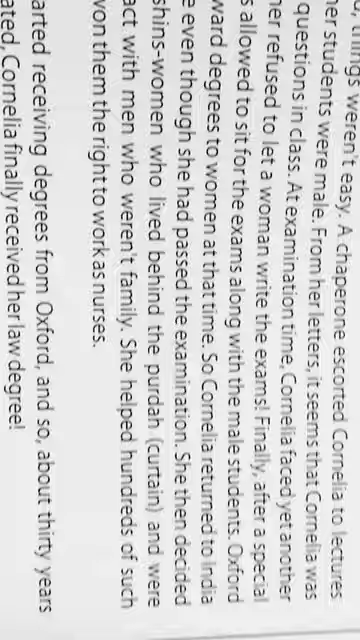 things weren't easy. A chaperone escorted Cornelia to lectures
her students were male. From her letters, it seems that Cornelia was
questions in class. At examination time, Cornelia faced yet another
her refused to let a woman write the exams! Finally, after a special
s allowed to sit for the exams along with the male students. Oxford
ward degrees to women at that time. So Cornelia returned to India
e even though she had passed the examination. She then decided
shins-women who lived behind the purdah (curtain) and were
act with men who weren't family. She helped hundreds of such
von them the right to work as nurses.
arted receiving degrees from Oxford, and so, about thirty years
ated, Cornelia finally received her law degree!